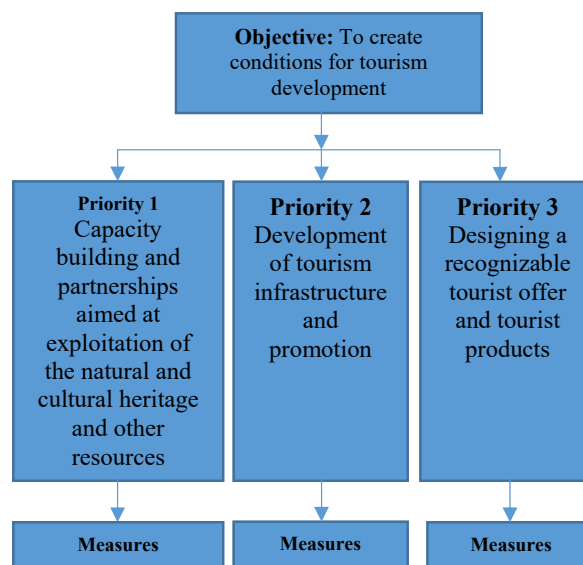 Objective: To create
conditions for tourism
development
Priority 1
Capacity
building and
partnerships
aimed at
exploitation of
the natural and
cultural heritage
and other
resources
Priority 2
Development
of tourism
infrastructure
and
promotion
Priority 3
Designing a
recognizable
tourist offer
and tourist
products
Measures
Measures
Measures